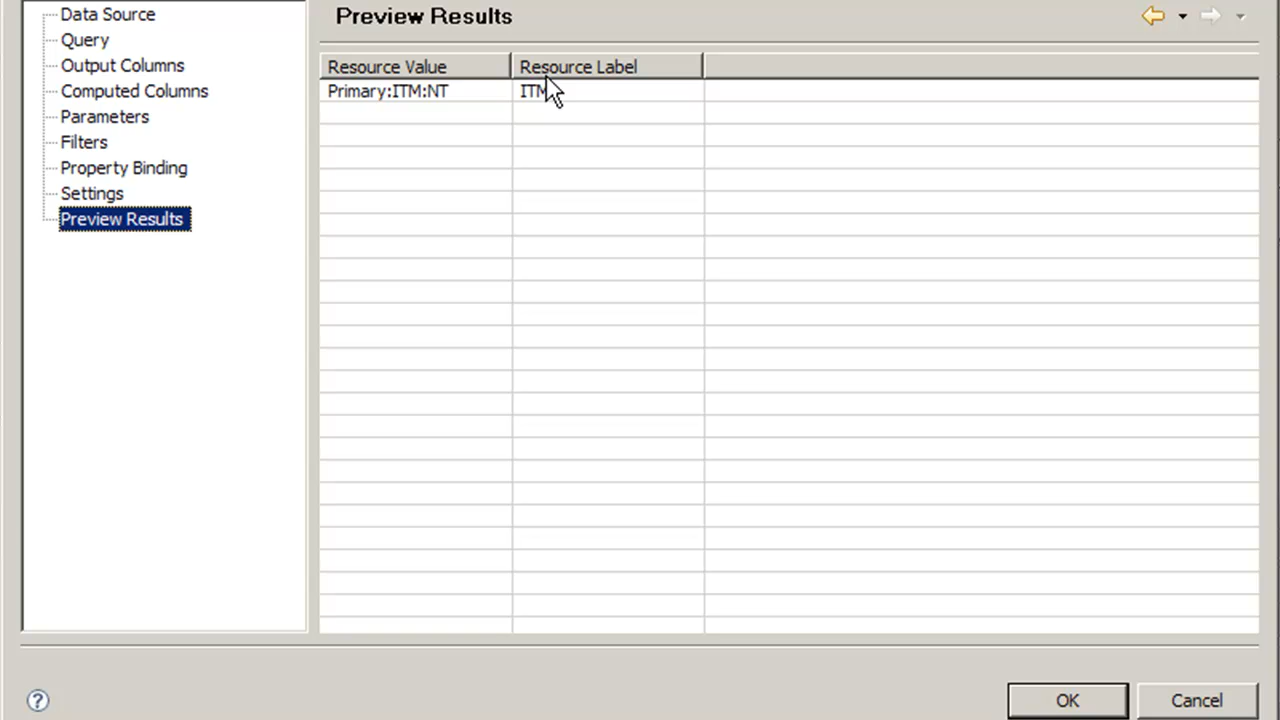 Data Source
Query
Output Columns
Computed Columns
Parameters
Filters
Property Binding
Settings
Preview Results
Preview Results
Resource Value Resource Label
Primary:ITM:NT ITM
?
OK Cancel